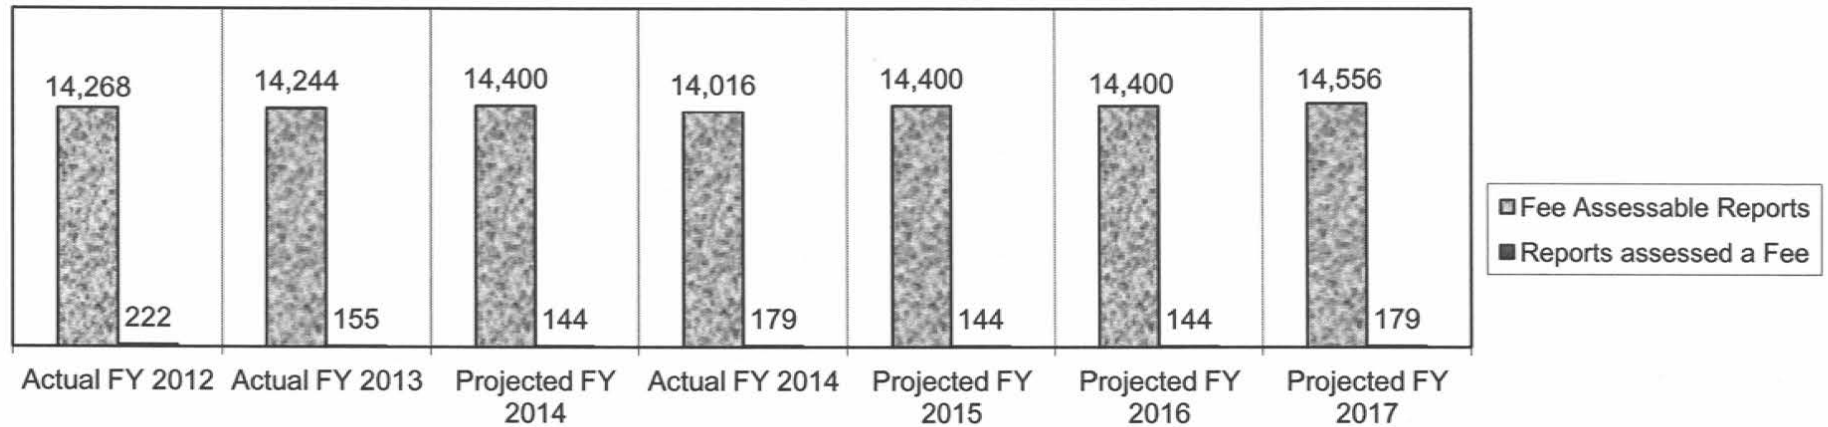 14,268
14,244
14,400
14,016
14,400
14,400
14,556
222
155
144
179
144
144
179
Actual FY 2012
Actual FY 2013
Projected FY
2014
Actual FY 2014
Projected FY
2015
Projected FY
2016
Projected FY
2017
Fee Assessable Reports
Reports assessed a Fee